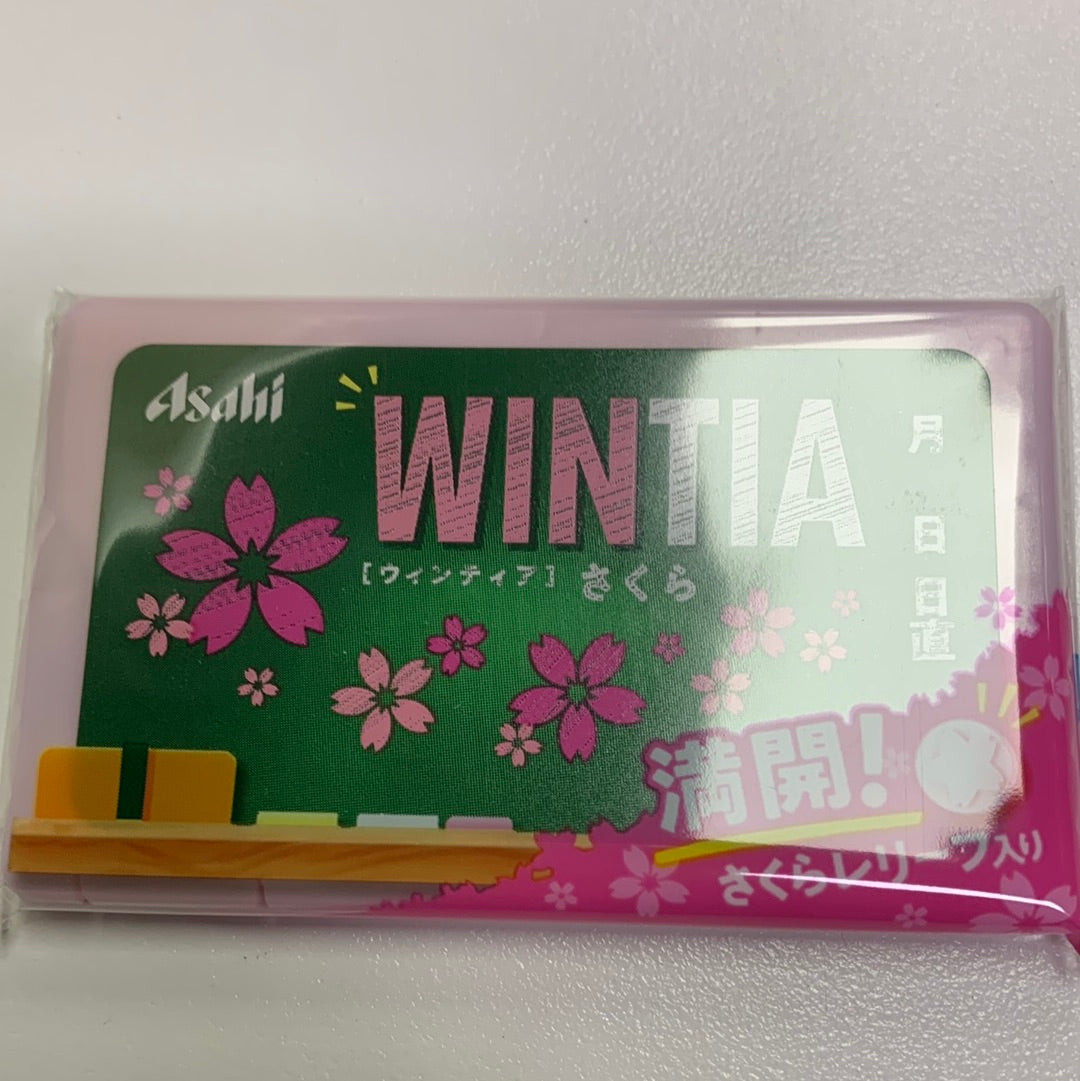 Asahi
WINTIA
[ウィンティア] さくら
月
日
日直
満開!
さくらレリーフ入り